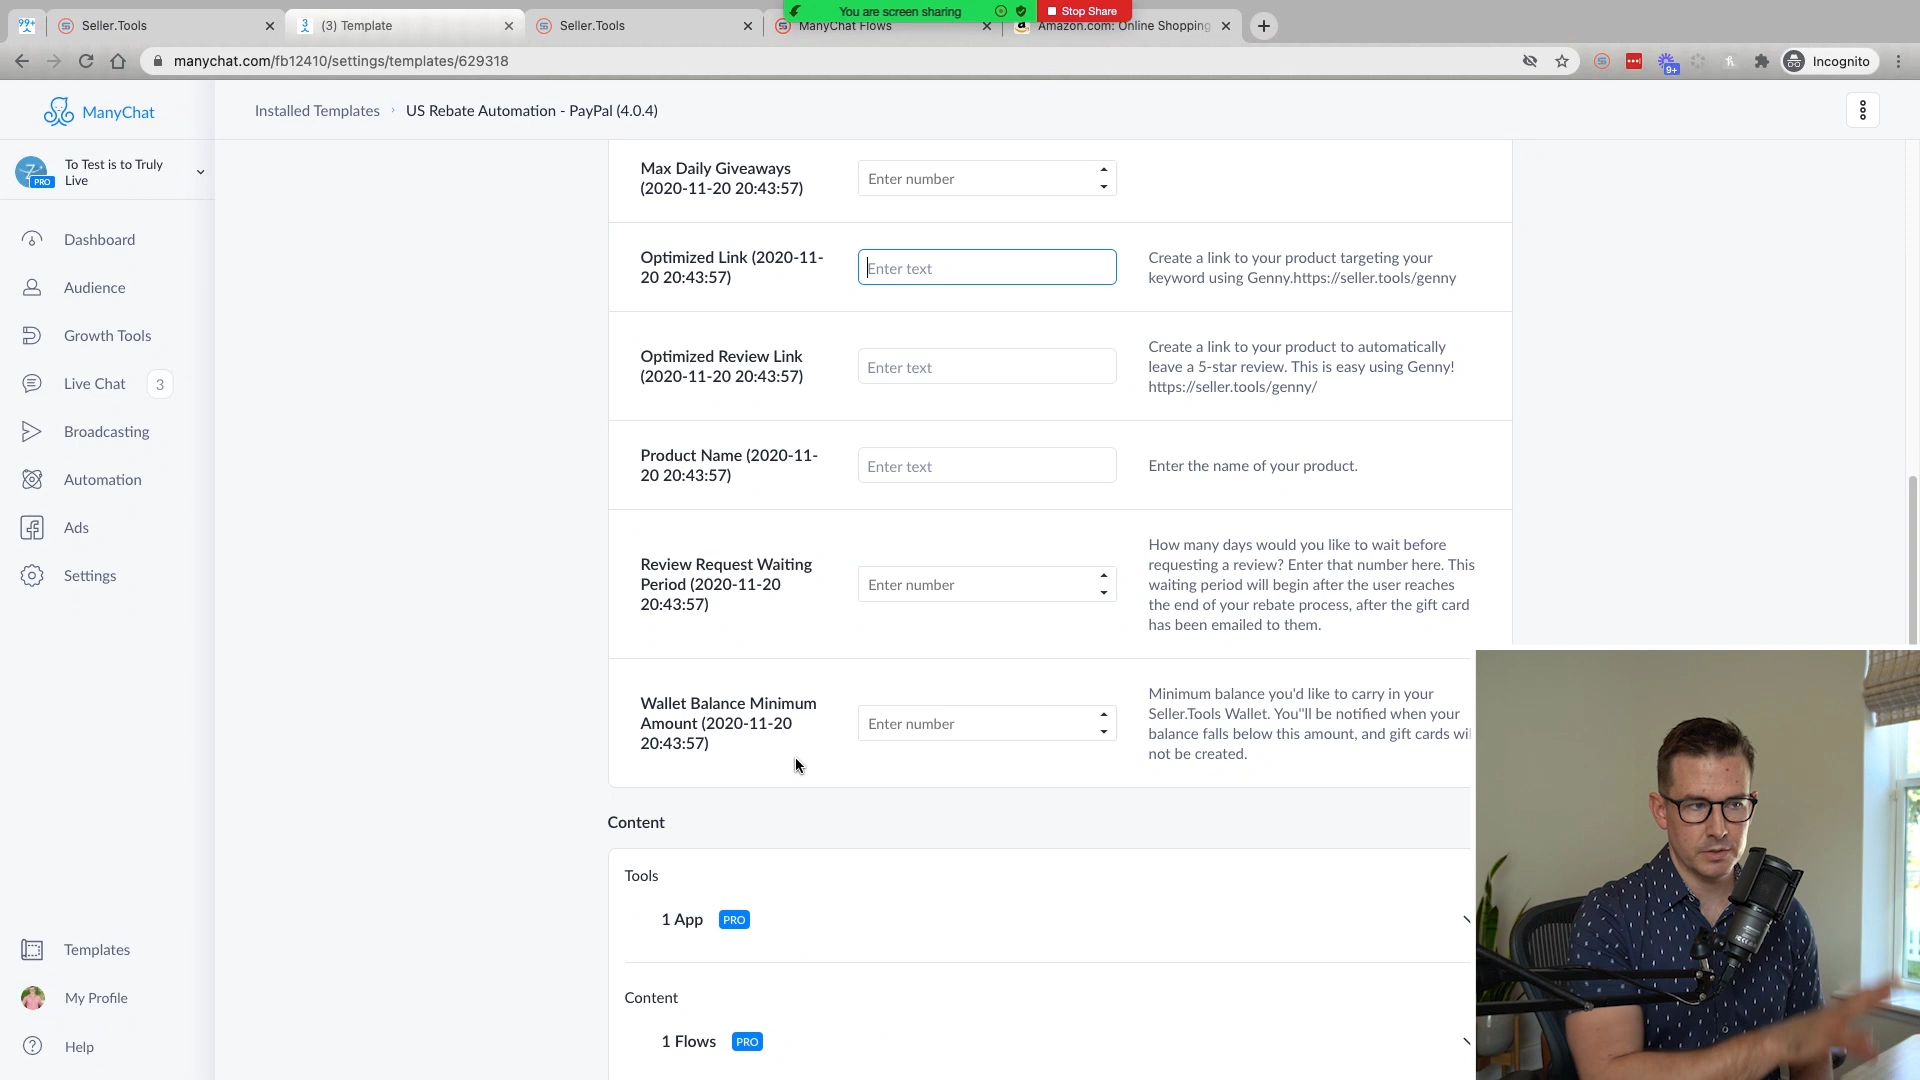 You are screen sharing
Stop Share
99+
Seller.Tools
3
(3) Template
Seller.Tools
ManyChat Flows
Amazon.com: Online Shopping
manychat.com/fb12410/settings/templates/629318
9+
Incognito
ManyChat
Installed Templates › US Rebate Automation - PayPal (4.0.4)
To Test is to Truly
Live
PRO
Dashboard
Audience
Growth Tools
Live Chat 3
Broadcasting
Automation
Ads
Settings
Templates
My Profile
Help
Max Daily Giveaways
(2020-11-20 20:43:57)
Enter number
Optimized Link (2020-11-
20 20:43:57)
Enter text
Create a link to your product targeting your
keyword using Genny.https://seller.tools/genny
Optimized Review Link
(2020-11-20 20:43:57)
Enter text
Create a link to your product to automatically
leave a 5-star review. This is easy using Genny!
https://seller.tools/genny/
Product Name (2020-11-
20 20:43:57)
Enter text
Enter the name of your product.
Review Request Waiting
Period (2020-11-20
20:43:57)
Enter number
How many days would you like to wait before
requesting a review? Enter that number here. This
waiting period will begin after the user reaches
the end of your rebate process, after the gift card
has been emailed to them.
Wallet Balance Minimum
Amount (2020-11-20
20:43:57)
Enter number
Minimum balance you'd like to carry in your
Seller.Tools Wallet. You"ll be notified when your
balance falls below this amount, and gift cards wil
not be created.
Content
Tools
1 App PRO
Content
1 Flows PRO